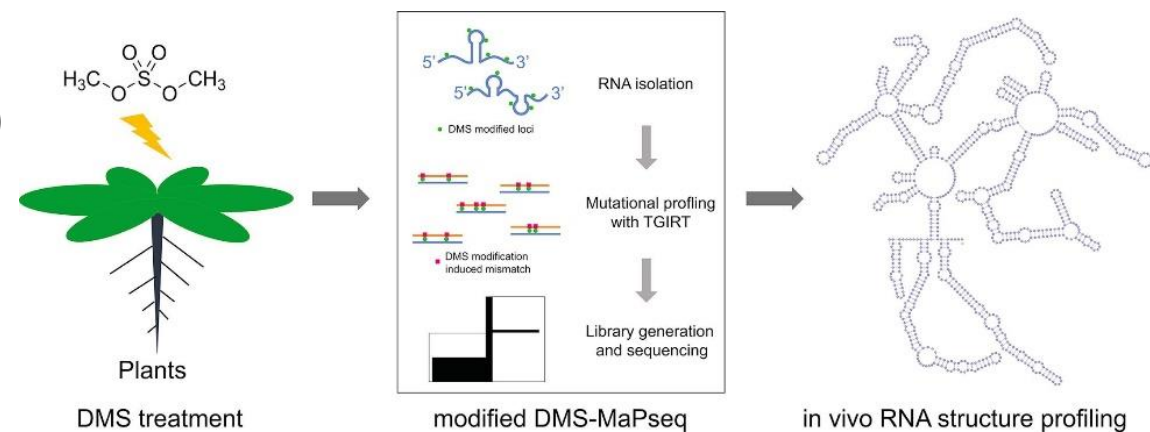 O O
H₃C S CH₃
O O
Plants
DMS treatment
5' 3'
5' 3'
DMS modified loci
RNA isolation
Mutational profling
with TGIRT
DMS modification
induced mismatch
Library generation
and sequencing
modified DMS-MaPseq
in vivo RNA structure profiling